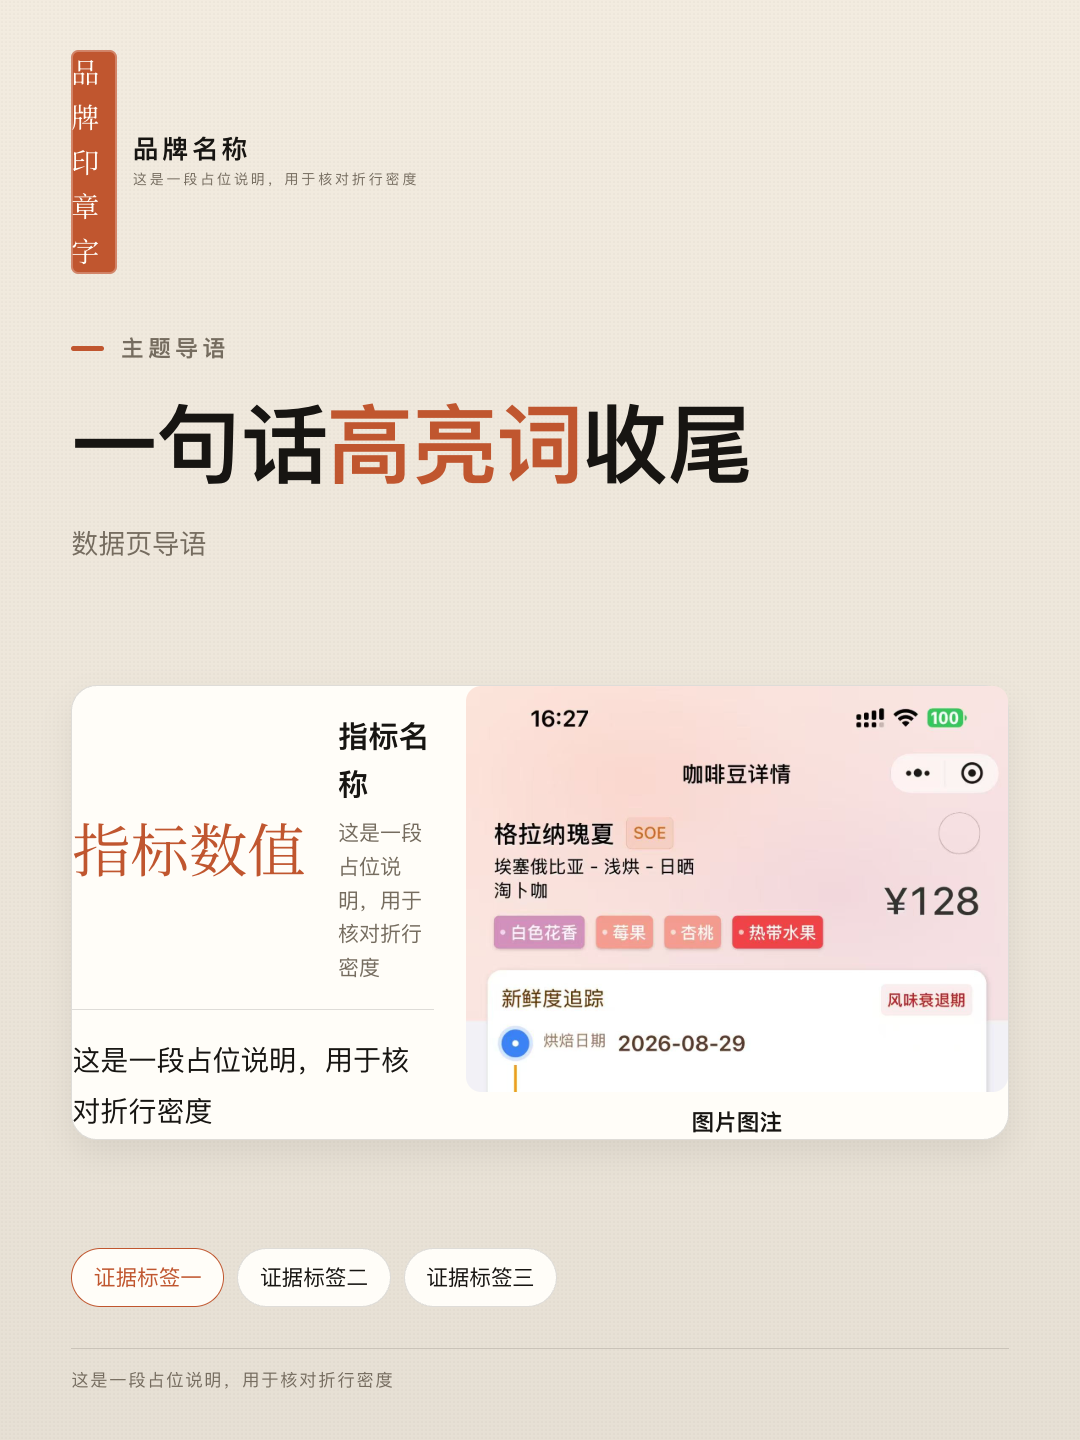 品
牌
印
章
字
品牌名称
这是一段占位说明，用于核对折行密度
主题导语
一句话高亮词收尾
数据页导语
指标数值
指标名
称
这是一段
占位说
明，用于
核对折行
密度
这是一段占位说明，用于核
对折行密度
16:27
100
咖啡豆详情
格拉纳瑰夏 SOE
埃塞俄比亚 - 浅烘 - 日晒
淘卜咖
¥128
白色花香 莓果 杏桃 热带水果
新鲜度追踪 风味衰退期
烘焙日期 2026-08-29
图片图注
证据标签一 证据标签二 证据标签三
这是一段占位说明，用于核对折行密度